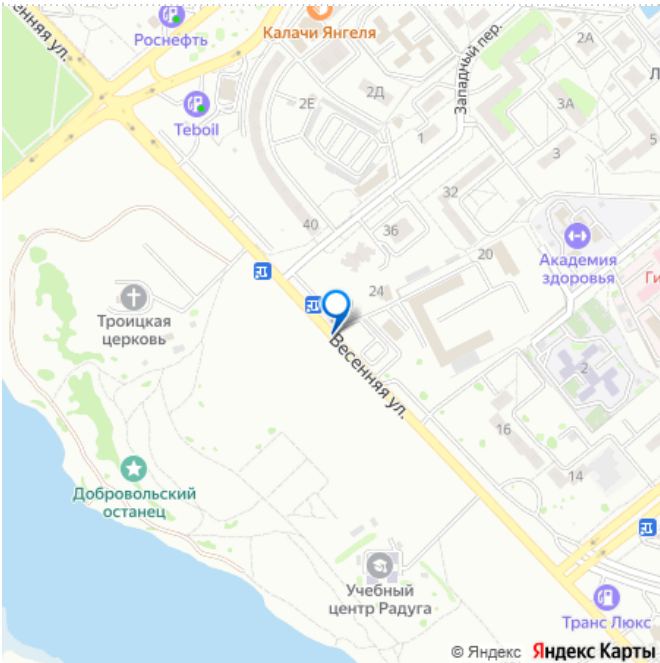 Роснефть
Калачи Янгеля
2А
Teboil
2Е
2Д
Западный пер.
3А
1
3
5
32
40
36
20
Академия
здоровья
24
Троицкая
церковь
Весенняя ул.
2
16
14
Добровольский
останец
Учебный
центр Радуга
Транс Люкс
© Яндекс Яндекс Карты